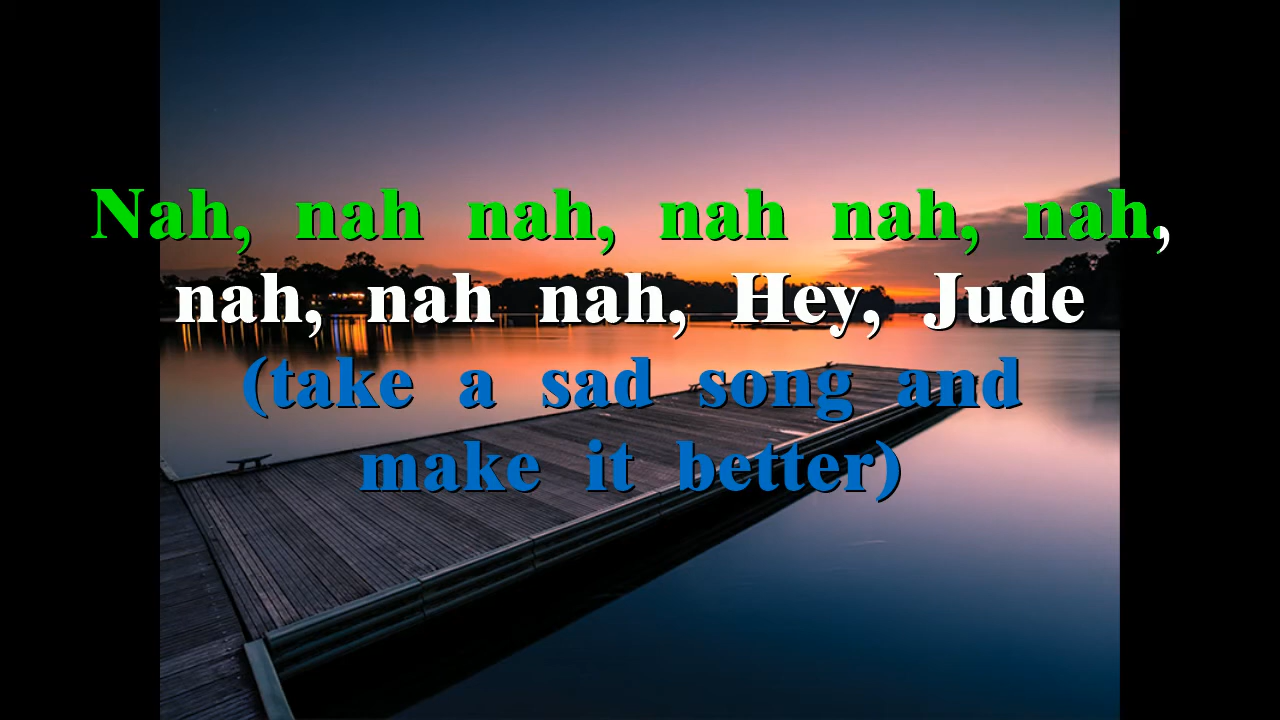 Nah, nah nah, nah nah, nah,
nah, nah nah, Hey, Jude
(take a sad song and
make it better)